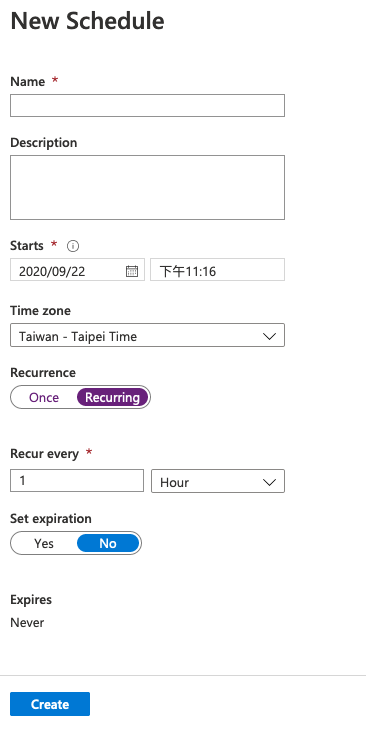 New Schedule
Name *
Description
Starts *
2020/09/22 下午11:16
Time zone
Taiwan - Taipei Time
Recurrence
Once Recurring
Recur every *
1 Hour
Set expiration
Yes No
Expires
Never
Create